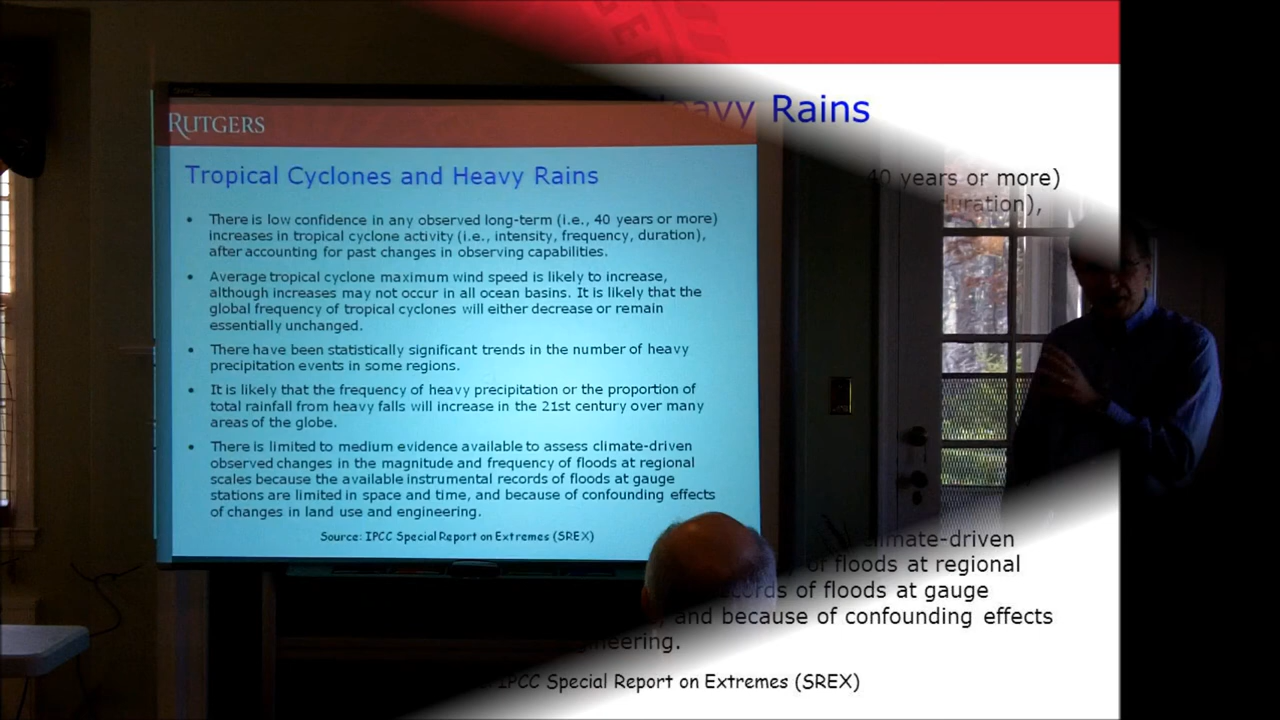 RUTGERS
Tropical Cyclones and Heavy Rains
• There is low confidence in any observed long-term (i.e., 40 years or more)
increases in tropical cyclone activity (i.e., intensity, frequency, duration),
after accounting for past changes in observing capabilities.
• Average tropical cyclone maximum wind speed is likely to increase,
although increases may not occur in all ocean basins. It is likely that the
global frequency of tropical cyclones will either decrease or remain
essentially unchanged.
• There have been statistically significant trends in the number of heavy
precipitation events in some regions.
• It is likely that the frequency of heavy precipitation or the proportion of
total rainfall from heavy falls will increase in the 21st century over many
areas of the globe.
• There is limited to medium evidence available to assess climate-driven
observed changes in the magnitude and frequency of floods at regional
scales because the available instrumental records of floods at gauge
stations are limited in space and time, and because of confounding effects
of changes in land use and engineering.
Source: IPCC Special Report on Extremes (SREX)
Rains
40 years or more)
duration),
climate-driven
of floods at regional
of floods at gauge
and because of confounding effects
IPCC Special Report on Extremes (SREX)